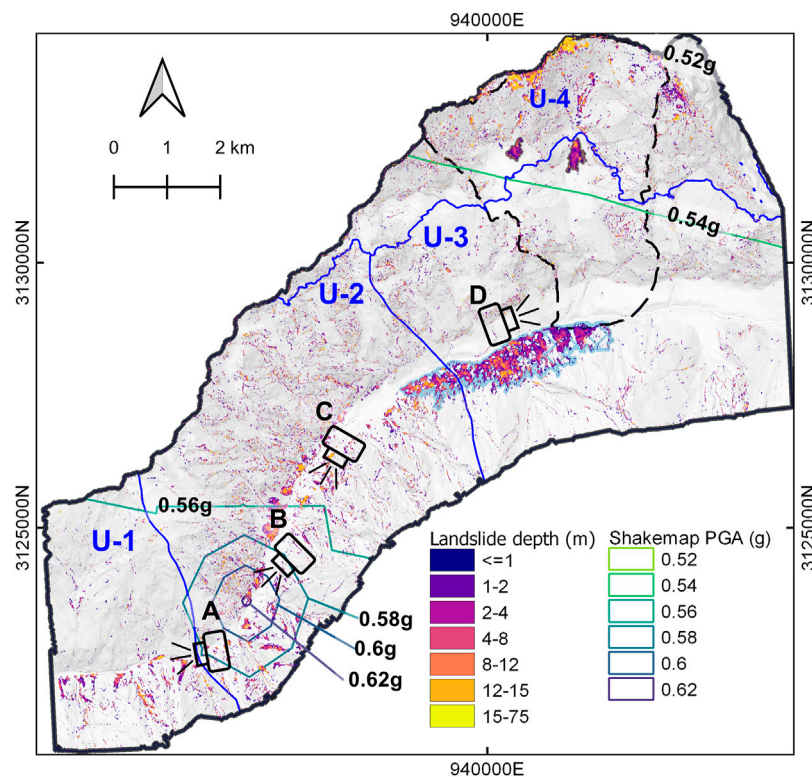 940000E
0.52g
U-4
0 1 2 km
0.54g
U-3
3130000N
3130000N
U-2
D
C
0.56g
B
U-1
3125000N
3125000N
A
0.58g
0.6g
0.62g
Landslide depth (m)
<=1
1-2
2-4
4-8
8-12
12-15
15-75
Shakemap PGA (g)
0.52
0.54
0.56
0.58
0.6
0.62
940000E